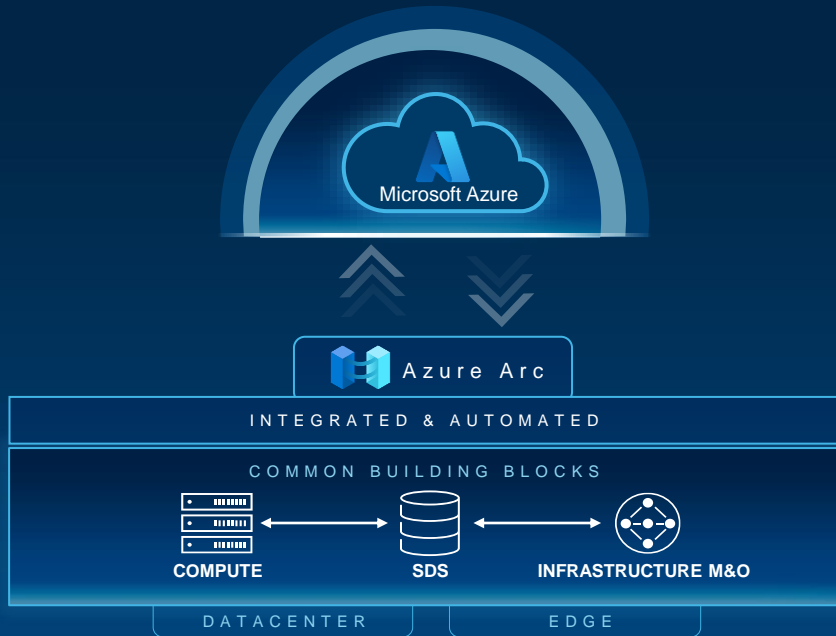 Microsoft Azure
Azure Arc
INTEGRATED & AUTOMATED
COMMON BUILDING BLOCKS
COMPUTE
SDS
INFRASTRUCTURE M&O
DATACENTER
EDGE